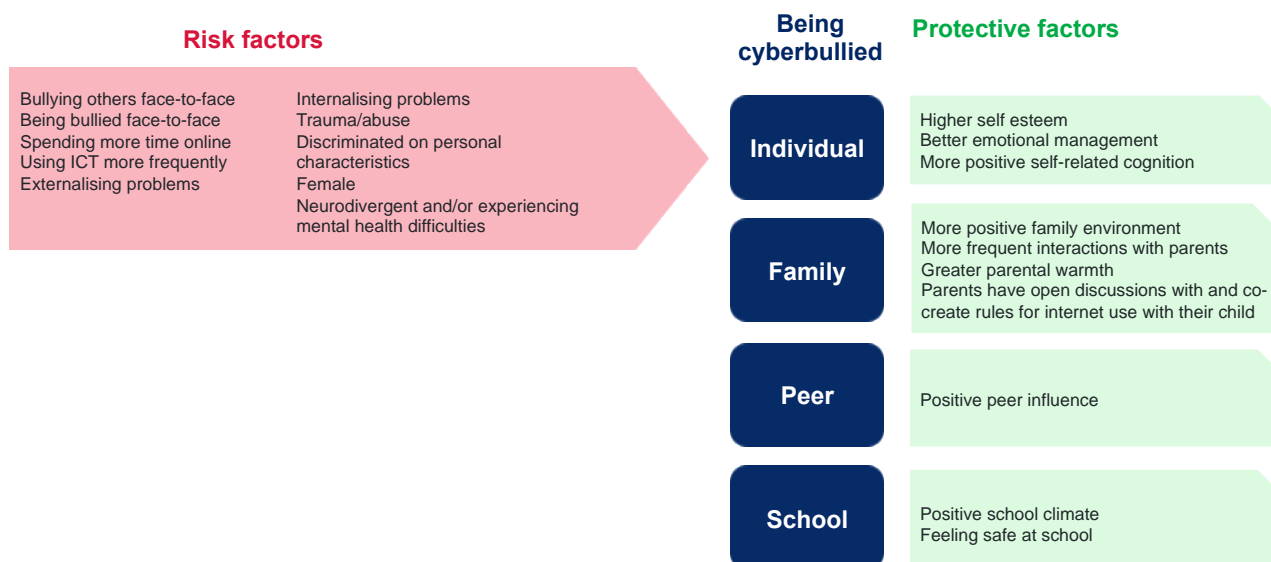 Risk factors
Being
cyberbullied
Protective factors
Bullying others face-to-face
Being bullied face-to-face
Spending more time online
Using ICT more frequently
Externalising problems
Internalising problems
Trauma/abuse
Discriminated on personal
characteristics
Female
Neurodivergent and/or experiencing
mental health difficulties
Individual
Higher self esteem
Better emotional management
More positive self-related cognition
Family
More positive family environment
More frequent interactions with parents
Greater parental warmth
Parents have open discussions with and co-
create rules for internet use with their child
Peer
Positive peer influence
School
Positive school climate
Feeling safe at school